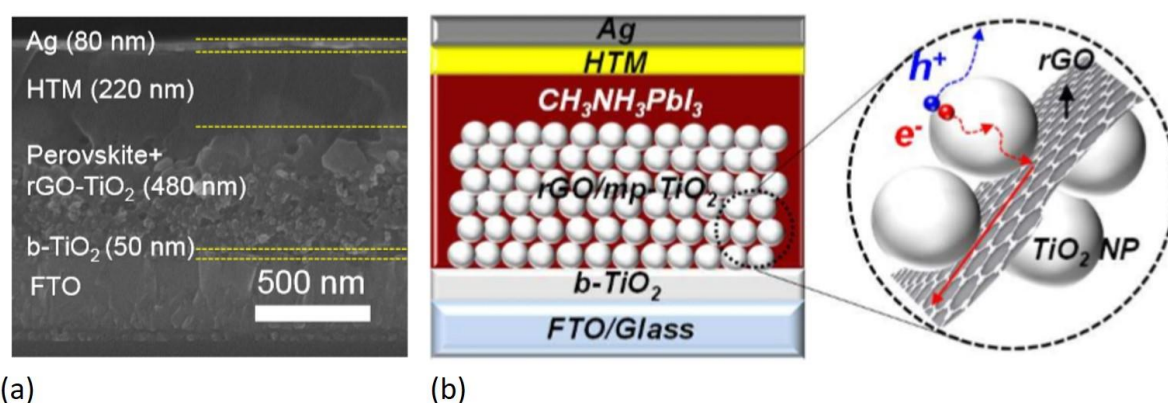 Ag (80 nm)
HTM (220 nm)
Perovskite+
rGO-TiO₂ (480 nm)
b-TiO₂ (50 nm)
FTO
500 nm
(a)
Ag
HTM
CH₃NH₃PbI₃
rGO/mp-TiO₂
b-TiO₂
FTO/Glass
(b)
h⁺
e⁻
rGO
TiO₂ NP